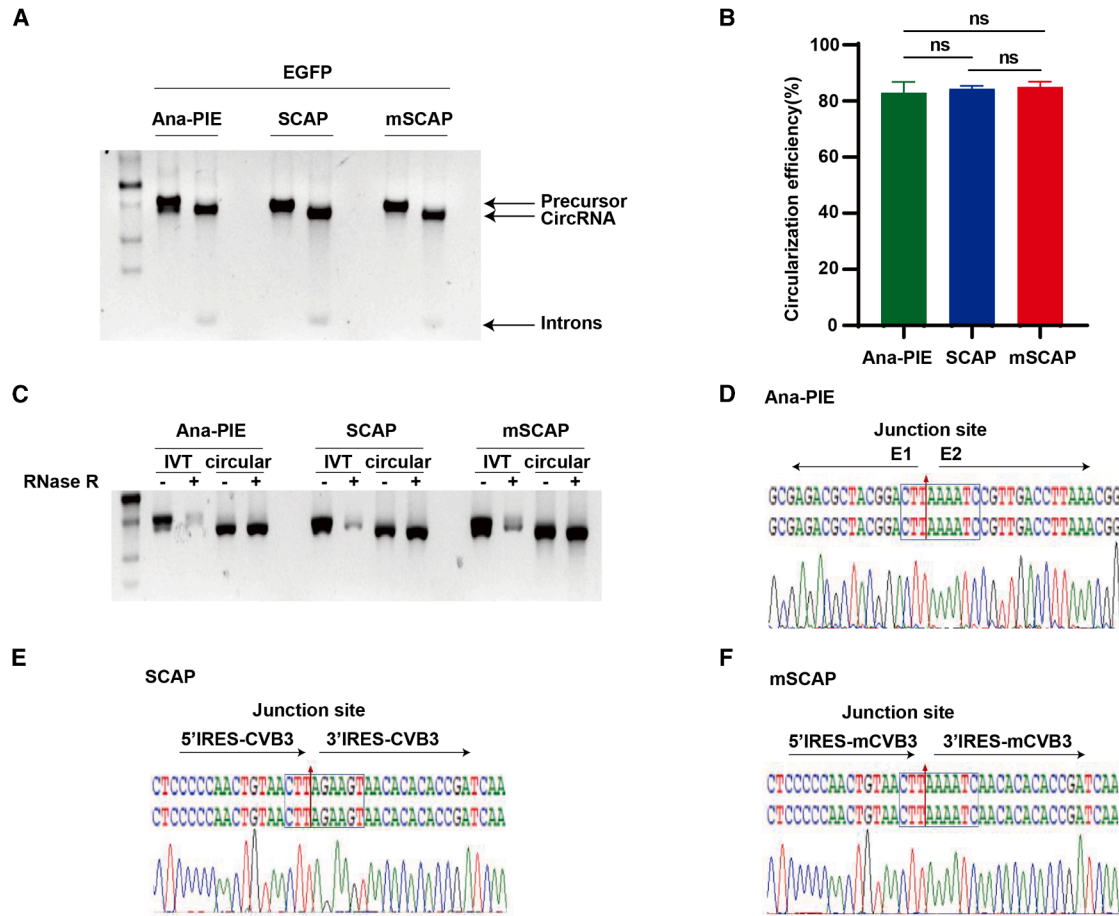 A
EGFP
Ana-PIE SCAP mSCAP
Precursor
CircRNA
Introns
B
ns
ns ns
Circularization efficiency(%)
100
80
60
40
20
0
Ana-PIE SCAP mSCAP
C
Ana-PIE SCAP mSCAP
IVT circular IVT circular IVT circular
RNase R - + - + - + - + - + - +
D Ana-PIE
Junction site
E1 E2
GCGAGACGCTACGGACTTAAAATCCGTTGACCTTAAACGG
GCGAGACGCTACGGACTTAAAATCCGTTGACCTTAAACGG
E
SCAP
Junction site
5'IRES-CVB3 3'IRES-CVB3
CTCCCCCAACTGTAACTTAGAAGTAACACACACCGATCAA
CTCCCCCAACTGTAACTTAGAAGTAACACACACCGATCAA
F
mSCAP
Junction site
5'IRES-mCVB3 3'IRES-mCVB3
CTCCCCCAACTGTAACTTAAAATCAACACACACCGATCAA
CTCCCCCAACTGTAACTTAAAATCAACACACACCGATCAA